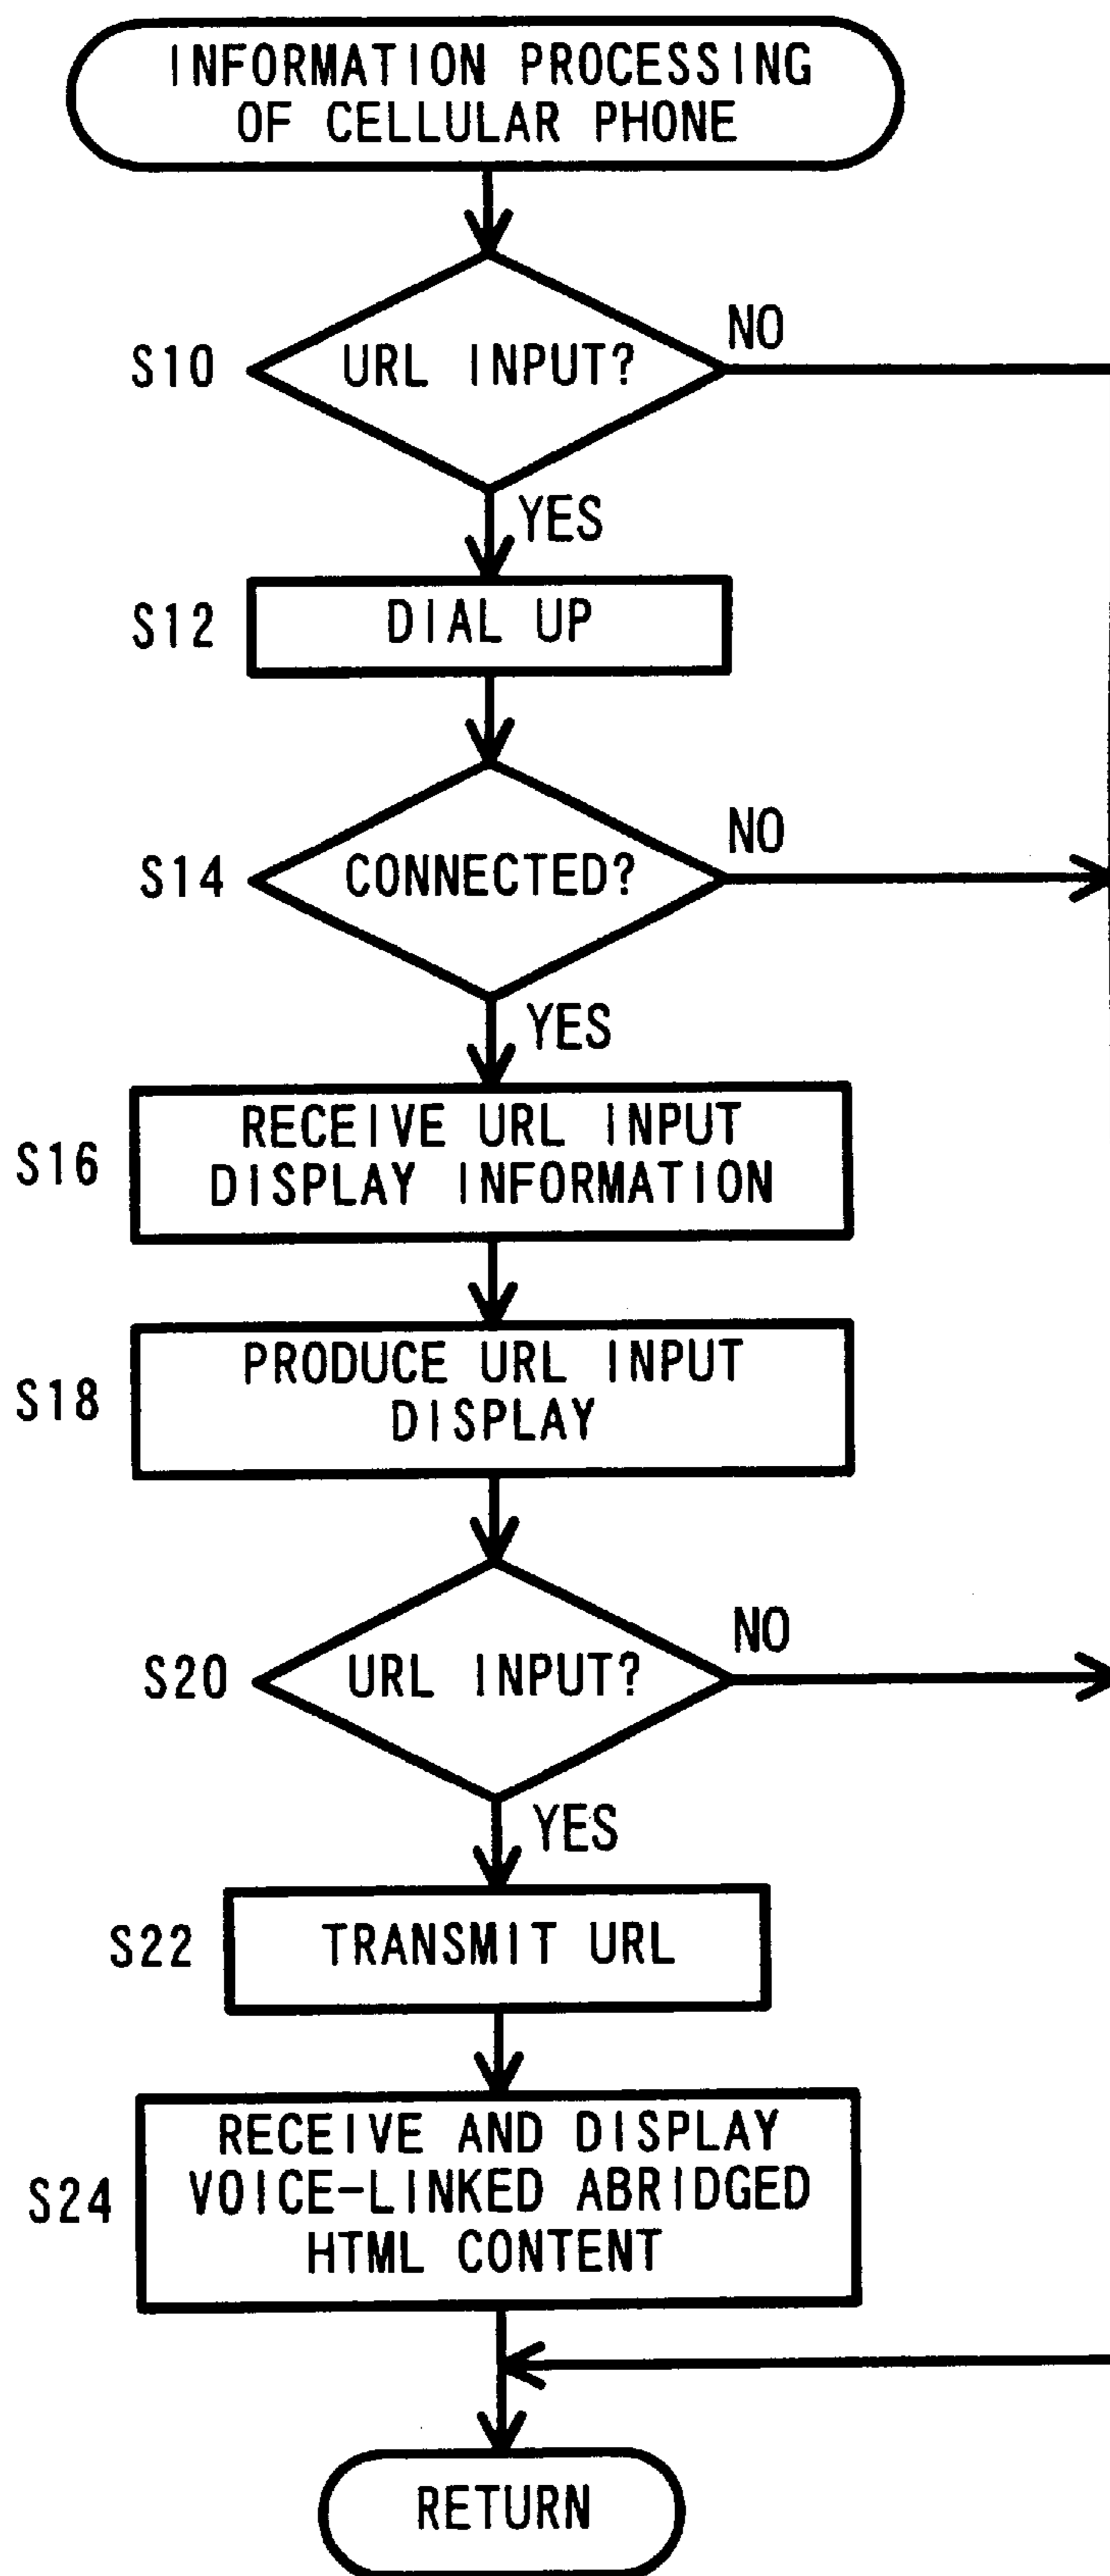 INFORMATION PROCESSING
OF CELLULAR PHONE
S10
URL INPUT?
NO
YES
S12
DIAL UP
S14
CONNECTED?
NO
YES
S16
RECEIVE URL INPUT
DISPLAY INFORMATION
S18
PRODUCE URL INPUT
DISPLAY
S20
URL INPUT?
NO
YES
S22
TRANSMIT URL
S24
RECEIVE AND DISPLAY
VOICE-LINKED ABRIDGED
HTML CONTENT
RETURN